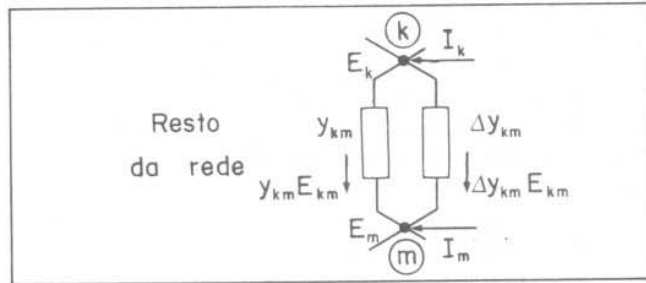 k
I_k
E_k
Resto
da rede
y_km
Δy_km
y_km E_km
Δy_km E_km
E_m
I_m
m